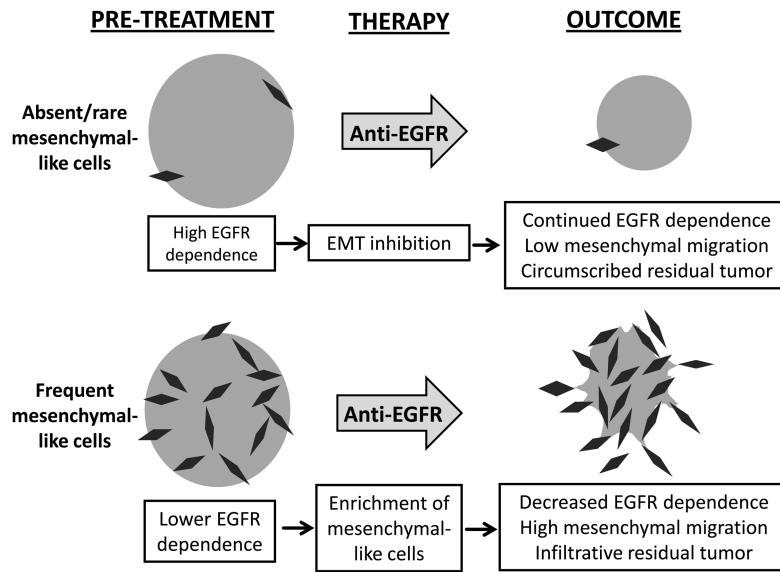 PRE-TREATMENT THERAPY OUTCOME
Absent/rare
mesenchymal-
like cells
Anti-EGFR
High EGFR
dependence
EMT inhibition
Continued EGFR dependence
Low mesenchymal migration
Circumscribed residual tumor
Frequent
mesenchymal-
like cells
Anti-EGFR
Lower EGFR
dependence
Enrichment of
mesenchymal-
like cells
Decreased EGFR dependence
High mesenchymal migration
Infiltrative residual tumor